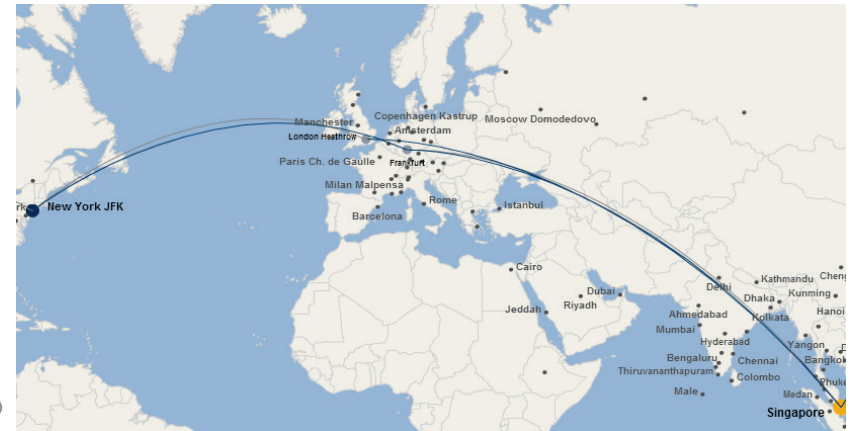 Manchester
Copenhagen Kastrup
Moscow Domodedovo
London Heathrow
Amsterdam
Paris Ch. de Gaulle
Frankfurt
Milan Malpensa
Rome
Barcelona
Istanbul
New York JFK
Cairo
Jeddah
Riyadh
Dubai
Delhi
Kathmandu
Dhaka
Kunming
Kolkata
Hanoi
Ahmedabad
Mumbai
Hyderabad
Yangon
Bengaluru
Chennai
Thiruvananthapuram
Colombo
Male
Medan
Singapore